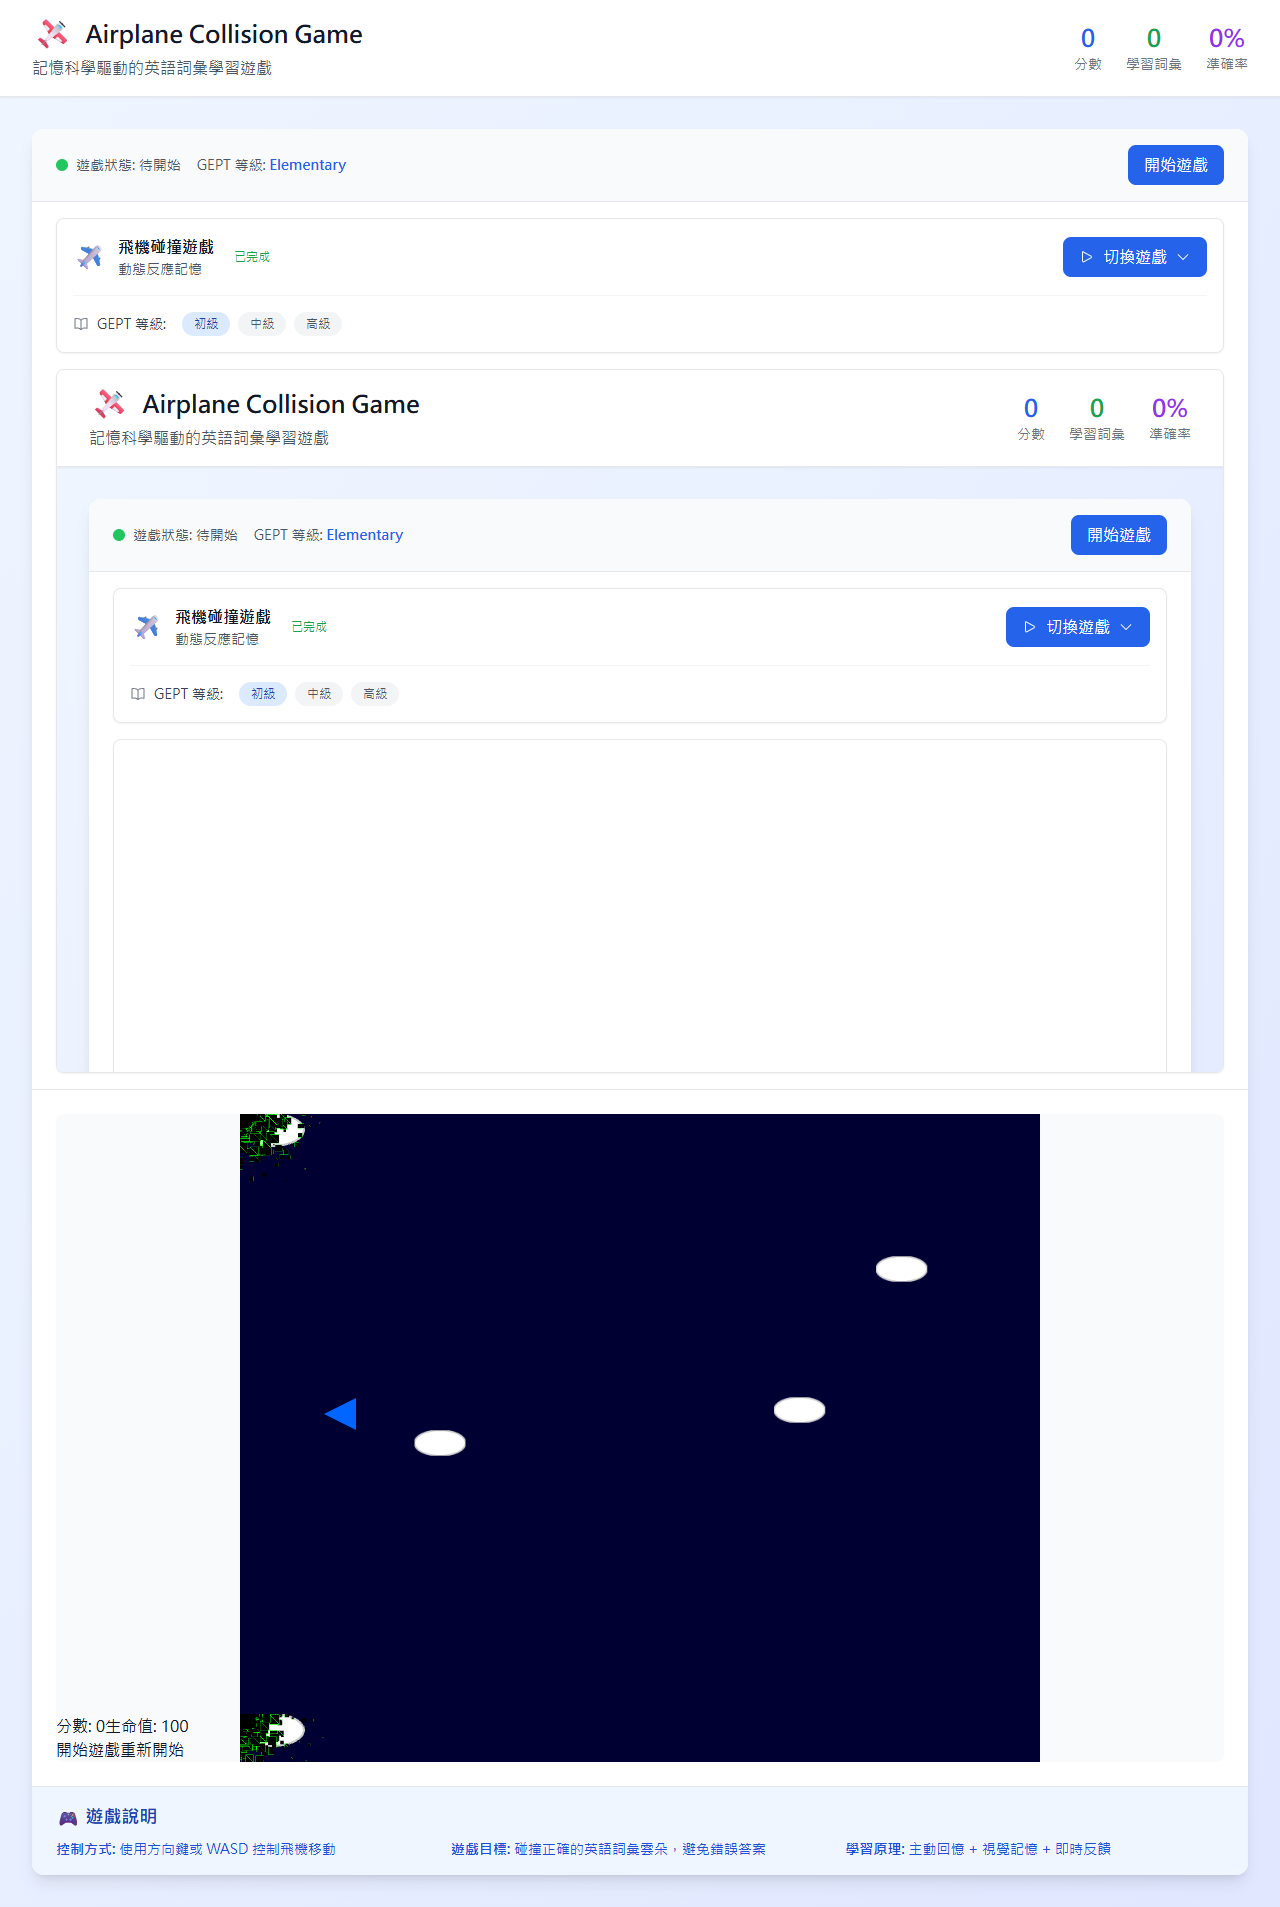 Airplane Collision Game
記憶科學驅動的英語詞彙學習遊戲
0
分數
0
學習詞彙
0%
準確率
遊戲狀態: 待開始 GEPT 等級: Elementary
開始遊戲
飛機碰撞遊戲
動態反應記憶
已完成
切換遊戲
GEPT 等級: 初級 中級 高級
Airplane Collision Game
記憶科學驅動的英語詞彙學習遊戲
0
分數
0
學習詞彙
0%
準確率
遊戲狀態: 待開始 GEPT 等級: Elementary
開始遊戲
飛機碰撞遊戲
動態反應記憶
已完成
切換遊戲
GEPT 等級: 初級 中級 高級
分數: 0生命值: 100
開始遊戲重新開始
遊戲說明
控制方式: 使用方向鍵或 WASD 控制飛機移動
遊戲目標: 碰撞正確的英語詞彙雲朵，避免錯誤答案
學習原理: 主動回憶 + 視覺記憶 + 即時反饋